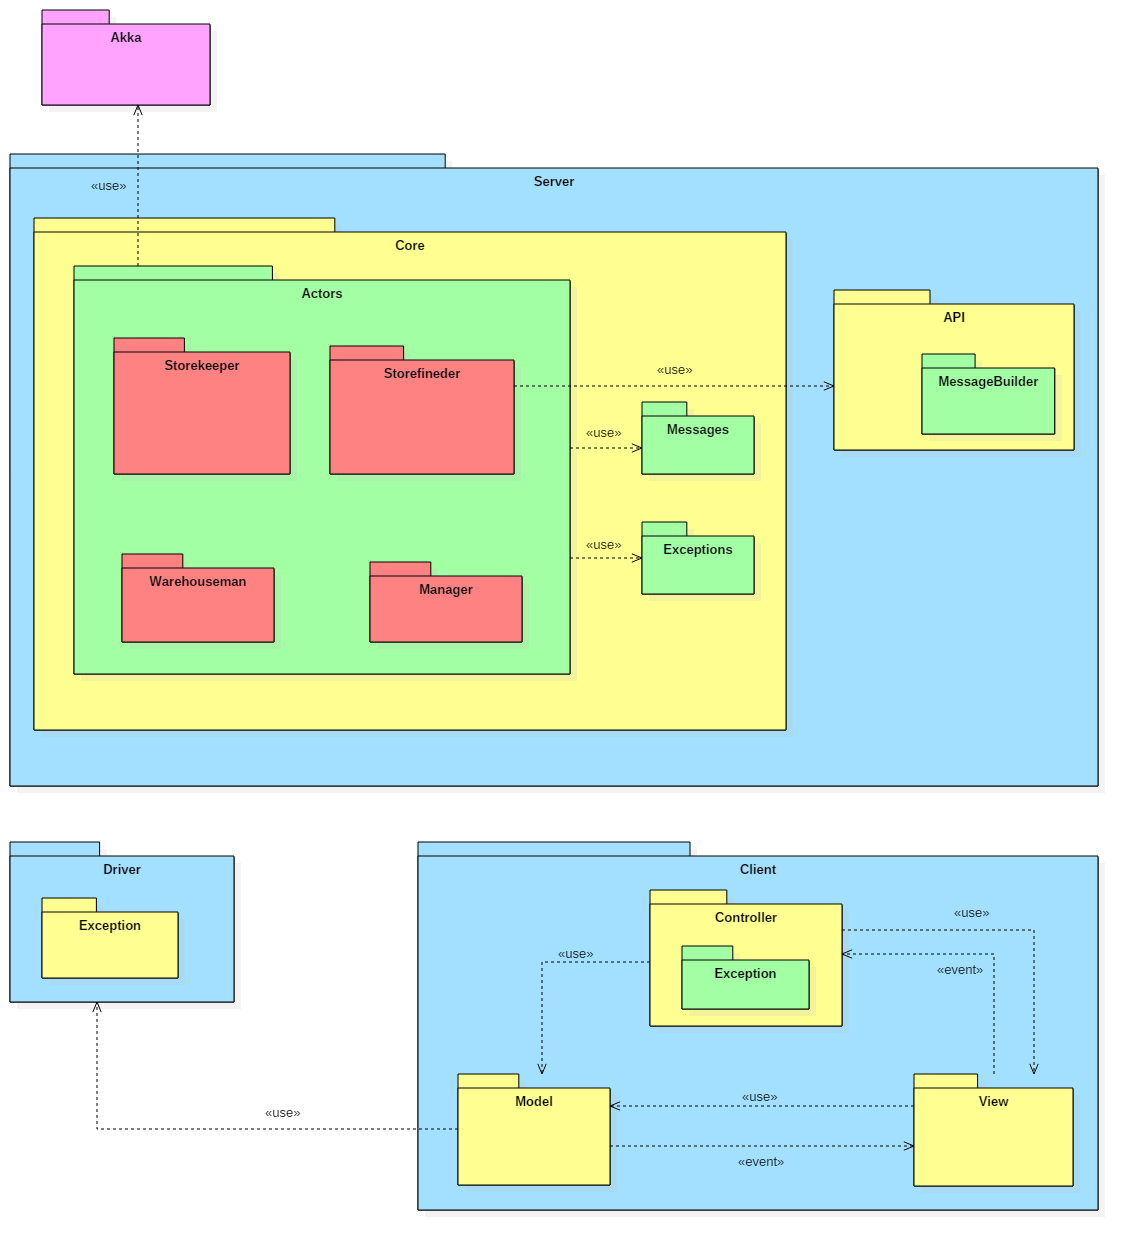 Akka
«use»
Server
Core
Actors
Storekeeper
Storefineder
«use»
API
MessageBuilder
«use»
Messages
«use»
Exceptions
Warehouseman
Manager
Driver
Exception
Client
Controller
Exception
«use»
«use»
«event»
Model
View
«use»
«use»
«event»